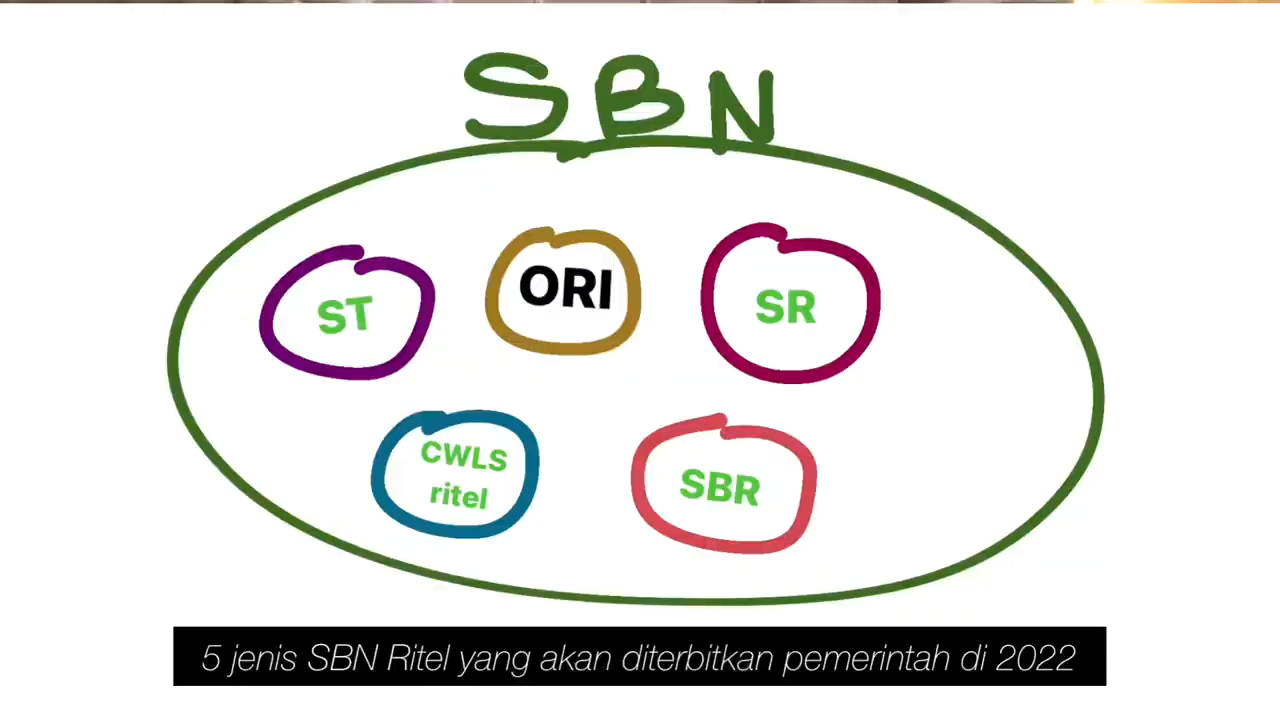 SBN
ST
ORI
SR
CWLS
ritel
SBR
5 jenis SBN Ritel yang akan diterbitkan pemerintah di 2022